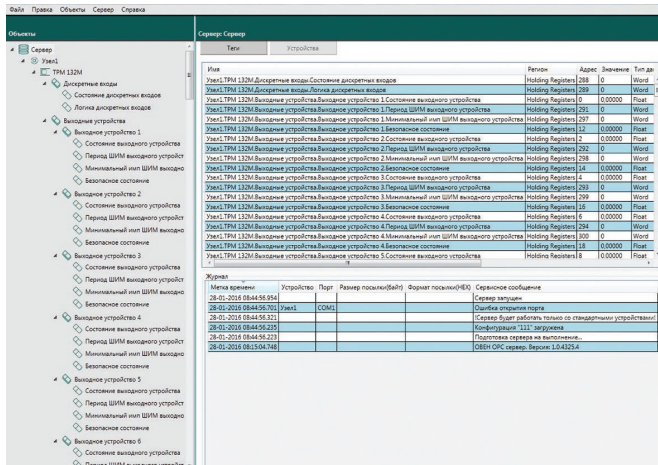 Файл Правка Объекты Сервер Справка
Объекты
Сервер
Узел1
ТРМ 132М
Дискретные входы
Состояние дискретных входов
Логика дискретных входов
Выходные устройства
Выходное устройство 1
Состояние выходного устройства
Период ШИМ выходного устройст
Минимальный имп ШИМ выходно
Безопасное состояние
Выходное устройство 2
Состояние выходного устройства
Период ШИМ выходного устройст
Минимальный имп ШИМ выходно
Безопасное состояние
Выходное устройство 3
Состояние выходного устройства
Период ШИМ выходного устройст
Минимальный имп ШИМ выходно
Безопасное состояние
Выходное устройство 4
Состояние выходного устройства
Период ШИМ выходного устройст
Минимальный имп ШИМ выходно
Безопасное состояние
Выходное устройство 5
Состояние выходного устройства
Период ШИМ выходного устройст
Минимальный имп ШИМ выходно
Безопасное состояние
Выходное устройство 6
Состояние выходного устройства
Сервер: Сервер
Теги Устройства
Имя Регион Адрес Значение Тип да
Узел1.ТРМ 132М.Дискретные входы.Состояние дискретных входов Holding Registers 288 0 Word
Узел1.ТРМ 132М.Дискретные входы.Логика дискретных входов Holding Registers 289 0 Word
Узел1.ТРМ 132М.Выходные устройства.Выходное устройство 1.Состояние выходного устройства Holding Registers 0 0,00000 Float
Узел1.ТРМ 132М.Выходные устройства.Выходное устройство 1.Период ШИМ выходного устройства Holding Registers 291 0 Word
Узел1.ТРМ 132М.Выходные устройства.Выходное устройство 1.Минимальный имп ШИМ выходного устройства Holding Registers 297 0 Word
Узел1.ТРМ 132М.Выходные устройства.Выходное устройство 1.Безопасное состояние Holding Registers 12 0,00000 Float
Узел1.ТРМ 132М.Выходные устройства.Выходное устройство 2.Состояние выходного устройства Holding Registers 2 0,00000 Float
Узел1.ТРМ 132М.Выходные устройства.Выходное устройство 2.Период ШИМ выходного устройства Holding Registers 292 0 Word
Узел1.ТРМ 132М.Выходные устройства.Выходное устройство 2.Минимальный имп ШИМ выходного устройства Holding Registers 298 0 Word
Узел1.ТРМ 132М.Выходные устройства.Выходное устройство 2.Безопасное состояние Holding Registers 14 0,00000 Float
Узел1.ТРМ 132М.Выходные устройства.Выходное устройство 3.Состояние выходного устройства Holding Registers 4 0,00000 Float
Узел1.ТРМ 132М.Выходные устройства.Выходное устройство 3.Период ШИМ выходного устройства Holding Registers 293 0 Word
Узел1.ТРМ 132М.Выходные устройства.Выходное устройство 3.Минимальный имп ШИМ выходного устройства Holding Registers 299 0 Word
Узел1.ТРМ 132М.Выходные устройства.Выходное устройство 3.Безопасное состояние Holding Registers 16 0,00000 Float
Узел1.ТРМ 132М.Выходные устройства.Выходное устройство 4.Состояние выходного устройства Holding Registers 6 0,00000 Float
Узел1.ТРМ 132М.Выходные устройства.Выходное устройство 4.Период ШИМ выходного устройства Holding Registers 294 0 Word
Узел1.ТРМ 132М.Выходные устройства.Выходное устройство 4.Минимальный имп ШИМ выходного устройства Holding Registers 300 0 Word
Узел1.ТРМ 132М.Выходные устройства.Выходное устройство 4.Безопасное состояние Holding Registers 18 0,00000 Float
Узел1.ТРМ 132М.Выходные устройства.Выходное устройство 5.Состояние выходного устройства Holding Registers 8 0,00000 Float
Журнал
Метка времени Устройство Порт Размер посылки(байт) Формат посылки(HEX) Сервисное сообщение
28-01-2016 08:44:56.954 Сервер запущен
28-01-2016 08:44:56.701 Узел1 COM1 Ошибка открытия порта
28-01-2016 08:44:56.321 !Сервер будет работать только со стандартными устройствами!
28-01-2016 08:44:56.235 Конфигурация "111" загружена
28-01-2016 08:44:56.223 Подготовка сервера на выполнение...
28-01-2016 08:15:04.748 ОВЕН OPC сервер. Версия: 1.0.4325.4